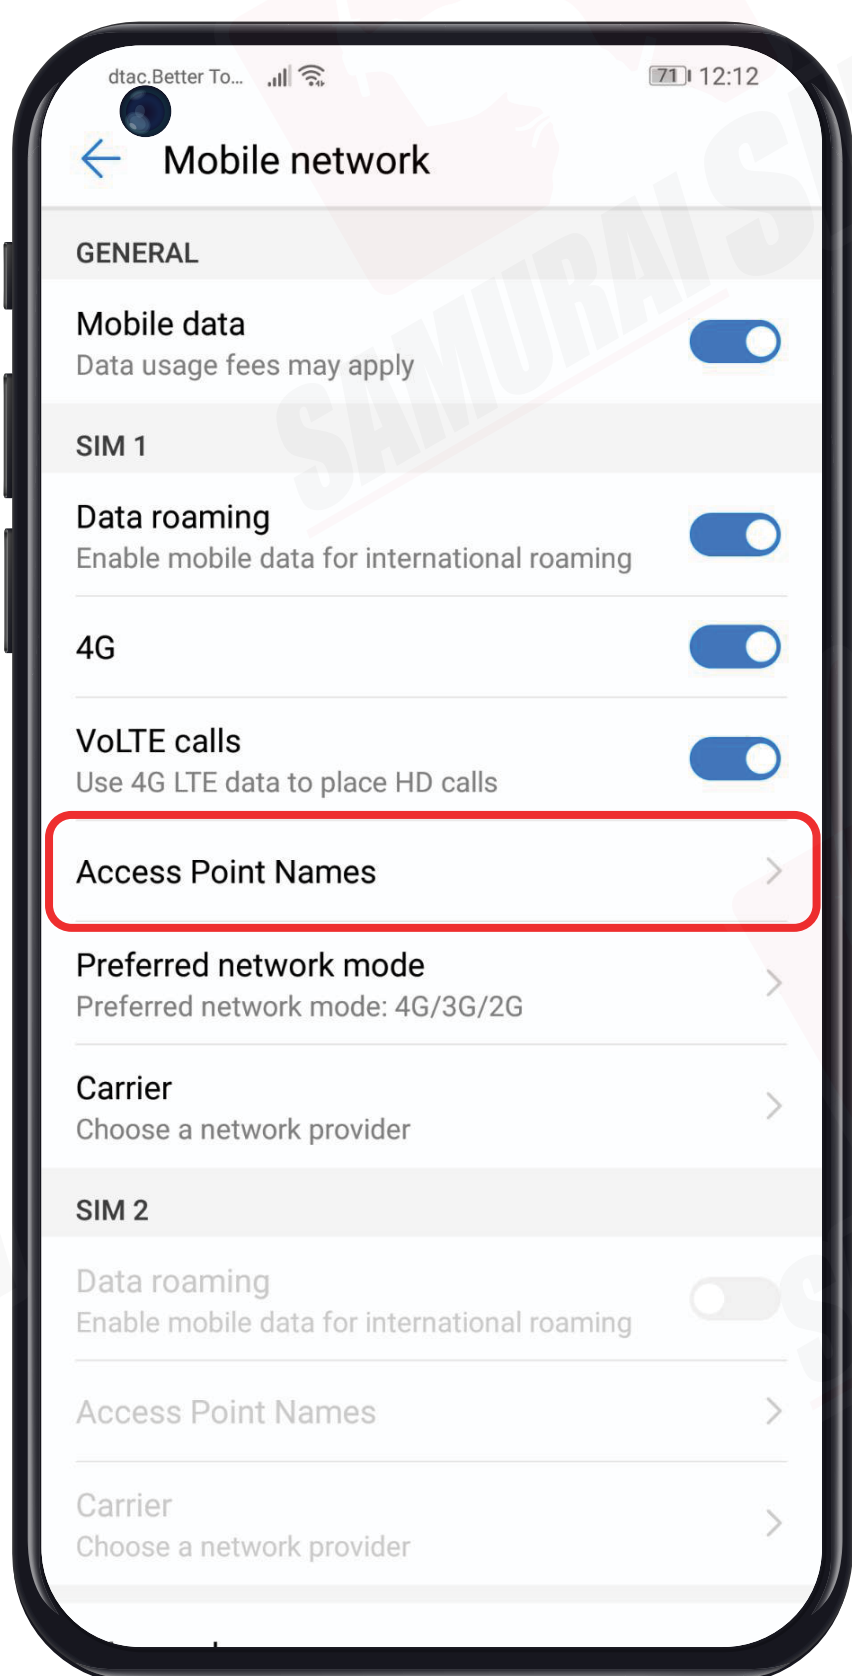 dtac.Better To... 71 12:12
Mobile network
GENERAL
Mobile data
Data usage fees may apply
SIM 1
Data roaming
Enable mobile data for international roaming
4G
VoLTE calls
Use 4G LTE data to place HD calls
Access Point Names
Preferred network mode
Preferred network mode: 4G/3G/2G
Carrier
Choose a network provider
SIM 2
Data roaming
Enable mobile data for international roaming
Access Point Names
Carrier
Choose a network provider
SAMURAI S